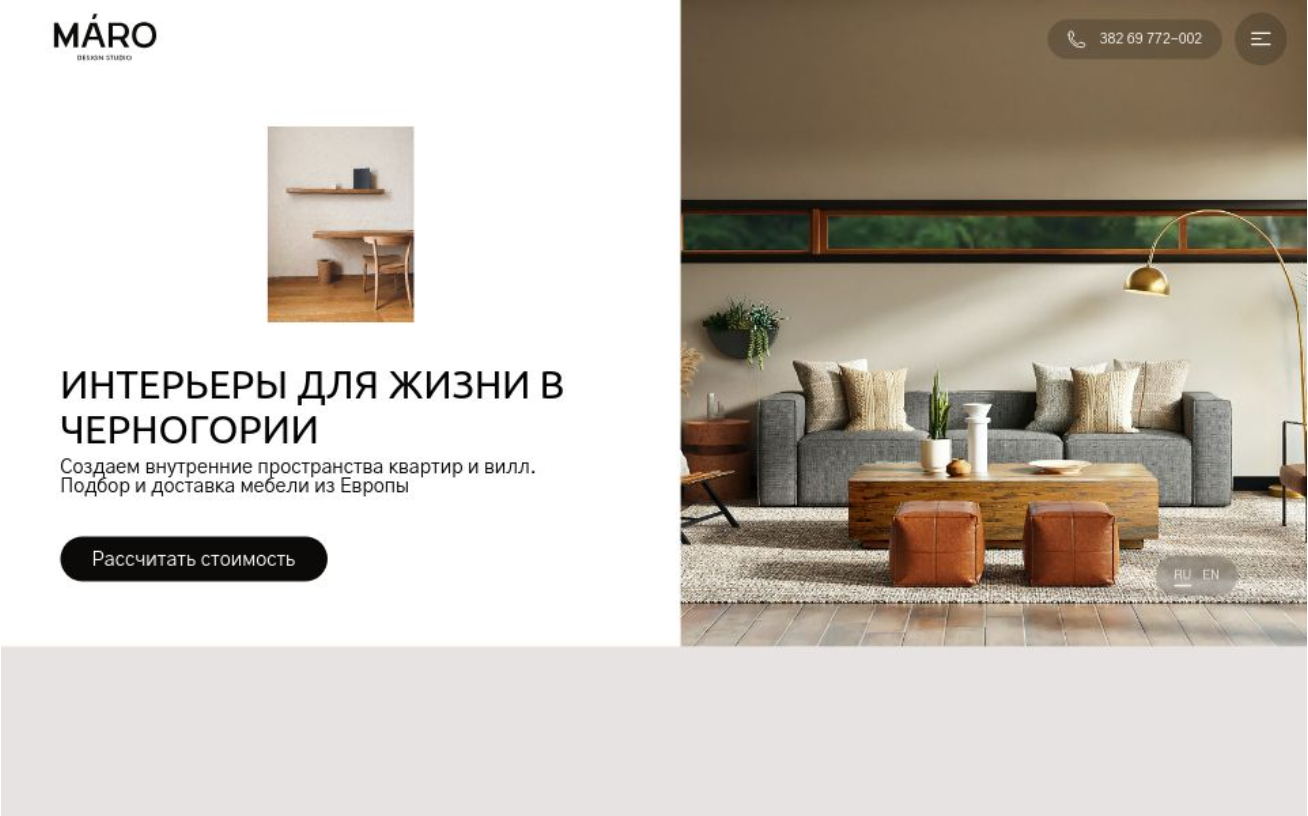 MÁRO
DESIGN STUDIO
382 69 772-002
ИНТЕРЬЕРЫ ДЛЯ ЖИЗНИ В
ЧЕРНОГОРИИ
Создаем внутренние пространства квартир и вилл.
Подбор и доставка мебели из Европы
Рассчитать стоимость
RU EN